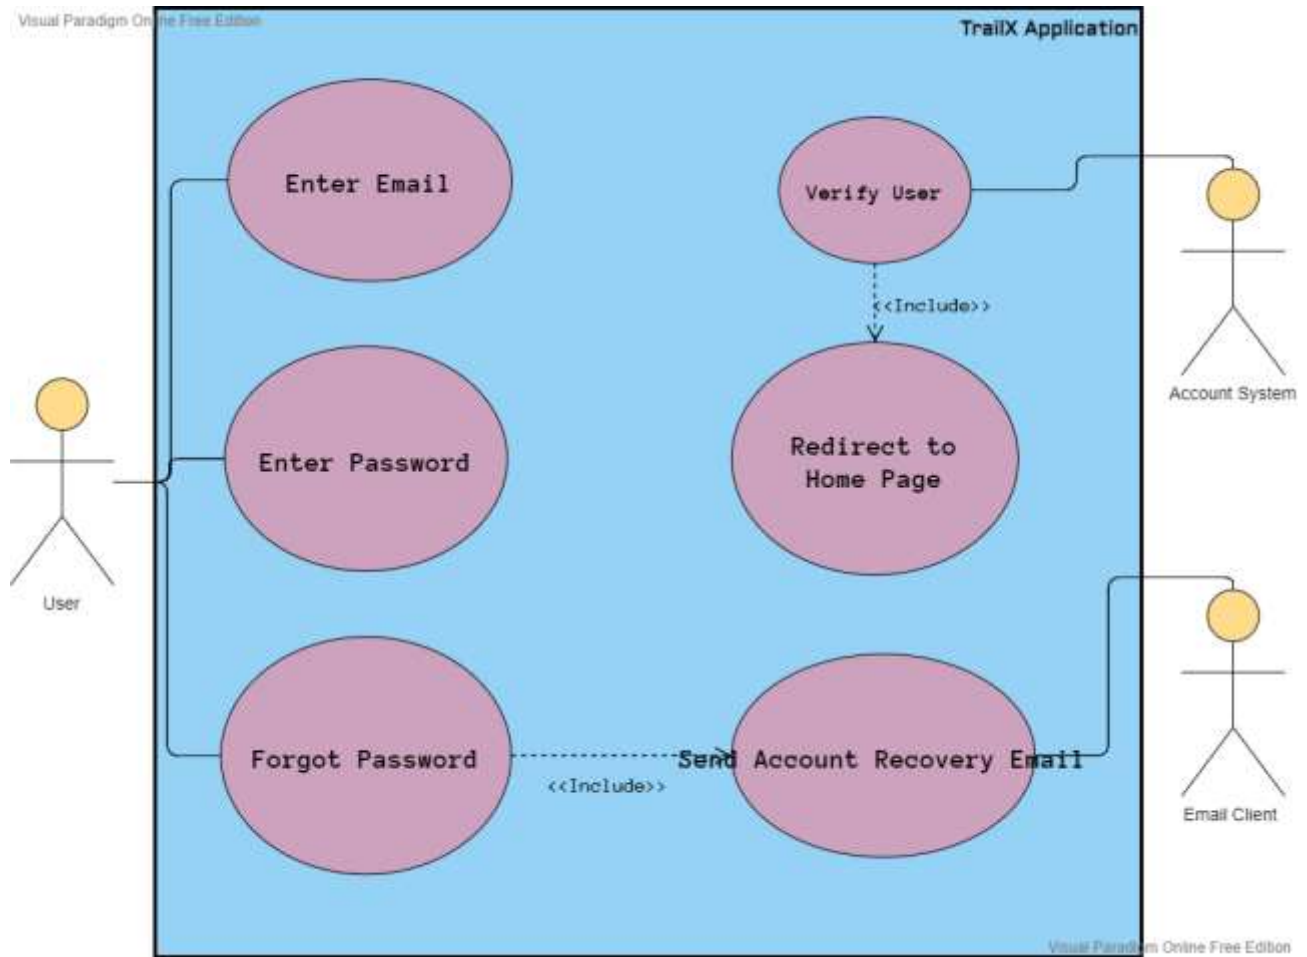 Visual Paradigm Online Free Edition
TrailX Application
Enter Email
Verify User
<<Include>>
Account System
Redirect to
Home Page
Enter Password
User
Forgot Password
<<Include>>
Send Account Recovery Email
Email Client
Visual Paradigm Online Free Edition